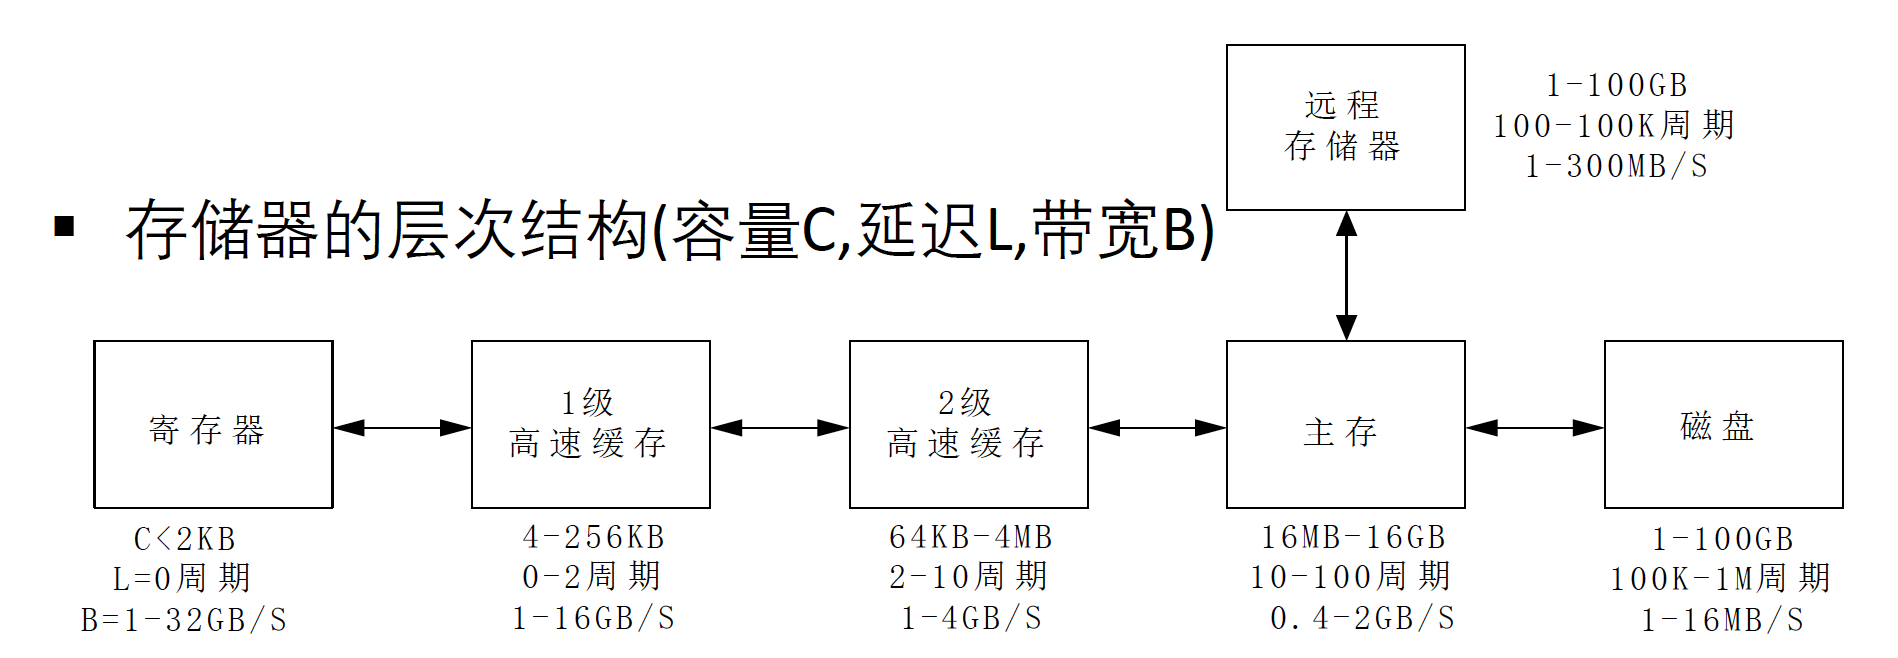 远程
存储器
1-100GB
100-100K周期
1-300MB/S
▪ 存储器的层次结构(容量C,延迟L,带宽B)
寄存器
C<2KB
L=0周期
B=1-32GB/S
1级
高速缓存
4-256KB
0-2周期
1-16GB/S
2级
高速缓存
64KB-4MB
2-10周期
1-4GB/S
主存
16MB-16GB
10-100周期
0.4-2GB/S
磁盘
1-100GB
100K-1M周期
1-16MB/S